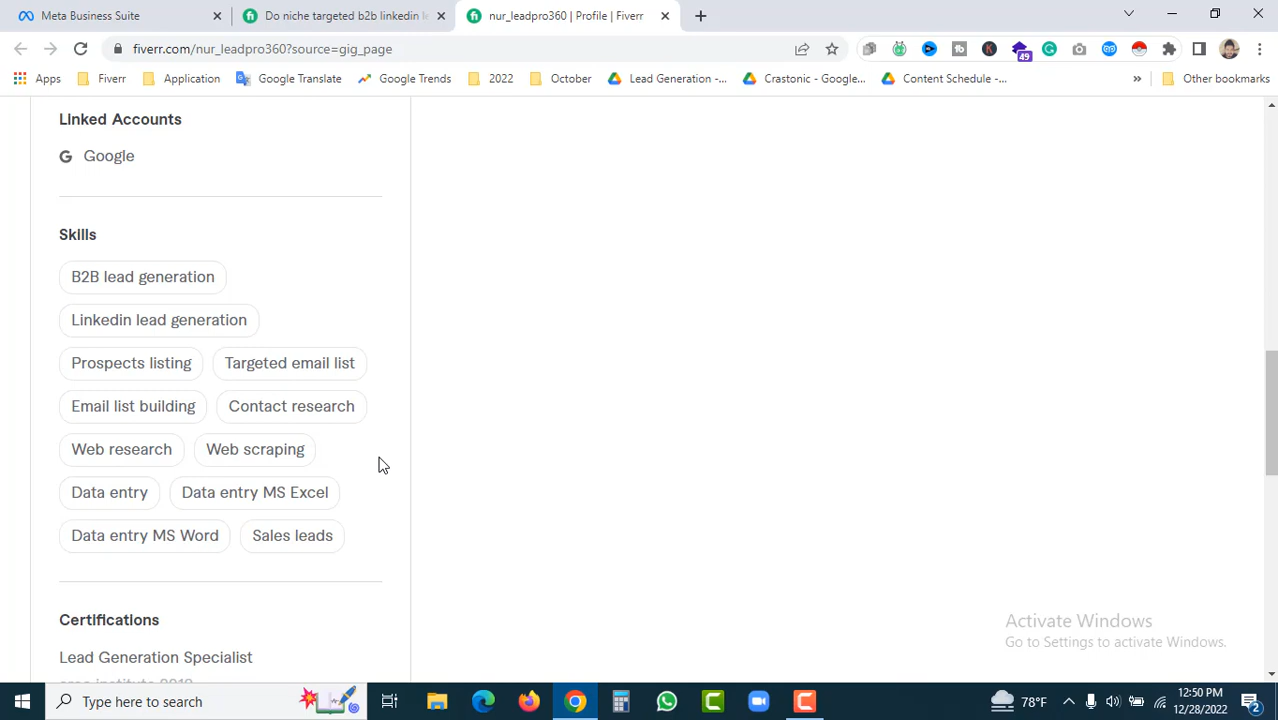 Meta Business Suite
Do niche targeted b2b linkedin le
nur_leadpro360 | Profile | Fiverr
fiverr.com/nur_leadpro360?source=gig_page
49
Apps
Fiverr
Application
Google Translate
Google Trends
2022
October
Lead Generation -...
Crastonic - Google...
Content Schedule -...
»
Other bookmarks
Linked Accounts
Google
Skills
B2B lead generation
Linkedin lead generation
Prospects listing
Targeted email list
Email list building
Contact research
Web research
Web scraping
Data entry
Data entry MS Excel
Data entry MS Word
Sales leads
Certifications
Lead Generation Specialist
Activate Windows
Go to Settings to activate Windows.
Type here to search
78°F
12:50 PM
12/28/2022
2